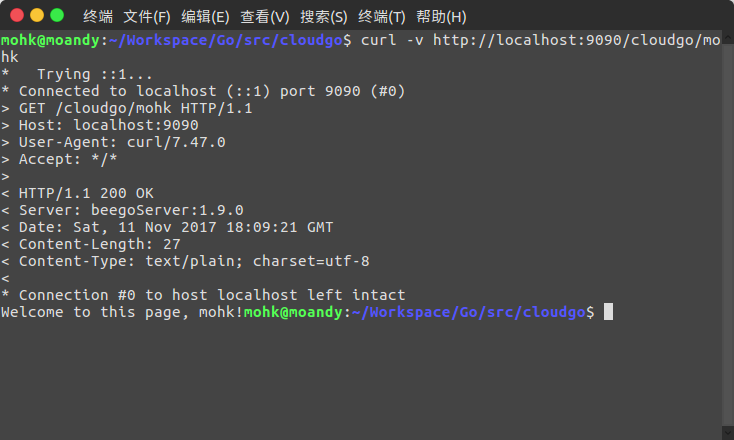 终端 文件(F) 编辑(E) 查看(V) 搜索(S) 终端(T) 帮助(H)
mohk@moandy:~/Workspace/Go/src/cloudgo$ curl -v http://localhost:9090/cloudgo/mo
hk
*   Trying ::1...
* Connected to localhost (::1) port 9090 (#0)
> GET /cloudgo/mohk HTTP/1.1
> Host: localhost:9090
> User-Agent: curl/7.47.0
> Accept: */*
>
< HTTP/1.1 200 OK
< Server: beegoServer:1.9.0
< Date: Sat, 11 Nov 2017 18:09:21 GMT
< Content-Length: 27
< Content-Type: text/plain; charset=utf-8
<
* Connection #0 to host localhost left intact
Welcome to this page, mohk!mohk@moandy:~/Workspace/Go/src/cloudgo$